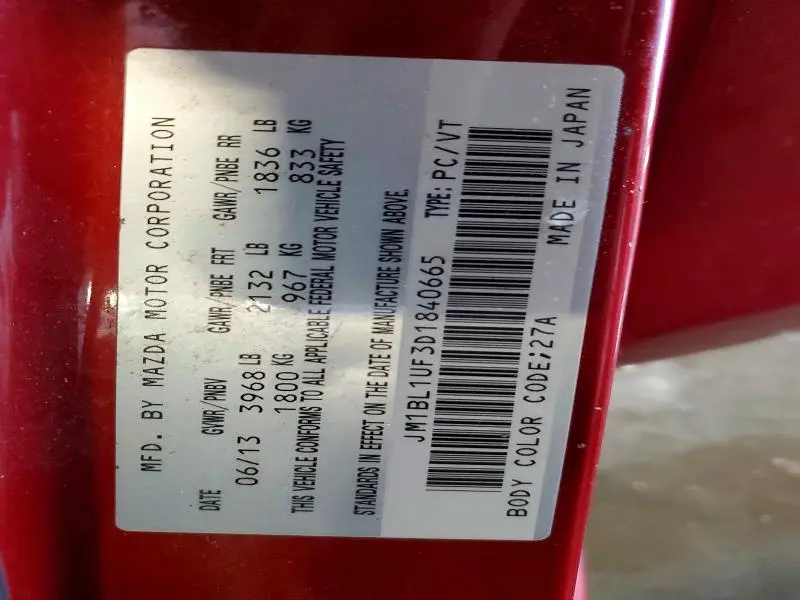 MFD. BY MAZDA MOTOR CORPORATION
DATE GVWR/PNBV GAWR/PNBE FRT GAWR/PNBE RR
06/13 3968 LB 2132 LB 1836 LB
1800 KG 967 KG 833 KG
THIS VEHICLE CONFORMS TO ALL APPLICABLE FEDERAL MOTOR VEHICLE SAFETY
STANDARDS IN EFFECT ON THE DATE OF MANUFACTURE SHOWN ABOVE.
JM1BL1UF3D1840665 TYPE: PC/VT
BODY COLOR CODE;27A MADE IN JAPAN